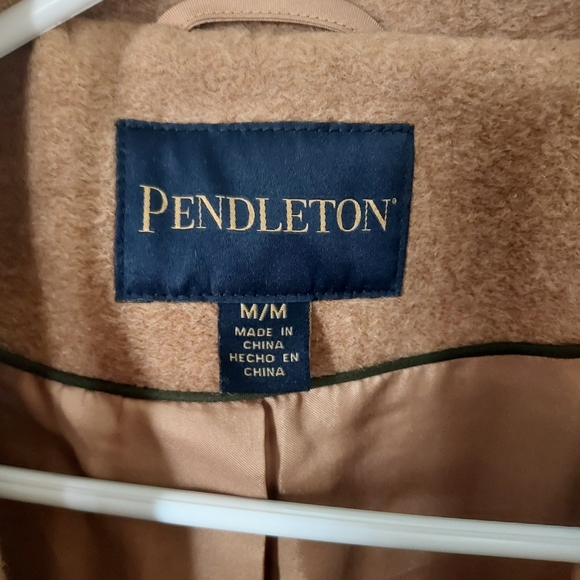 PENDLETON®
M/M
MADE IN
CHINA
HECHO EN
CHINA